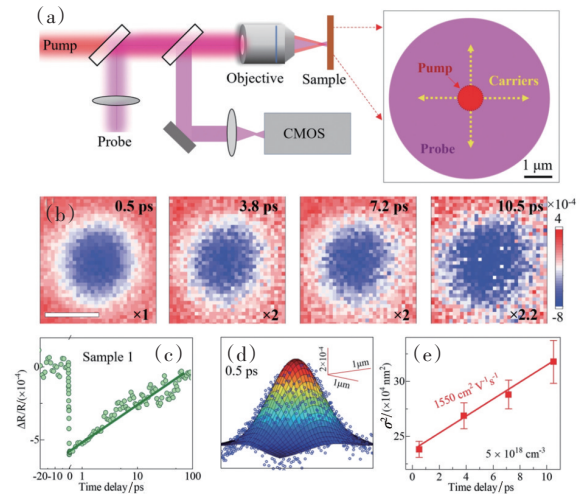 (a)
Pump
Objective
Sample
Probe
CMOS
Pump
Carriers
Probe
1 μm
(b)
0.5 ps
3.8 ps
7.2 ps
10.5 ps
×10⁻⁴
4
0
-8
×1
×2
×2
×2.2
Sample 1
(c)
ΔR/R/(×10⁻⁴)
0
-5
-20 -10 0 1 10 100
Time delay/ps
0.5 ps
(d)
2×10⁻⁴
1μm
1μm
(e)
1550 cm² V⁻¹s⁻¹
5 × 10¹⁸ cm⁻³
σ²/(×10⁴ nm²)
30
25
0 2 4 6 8 10
Time delay/ps